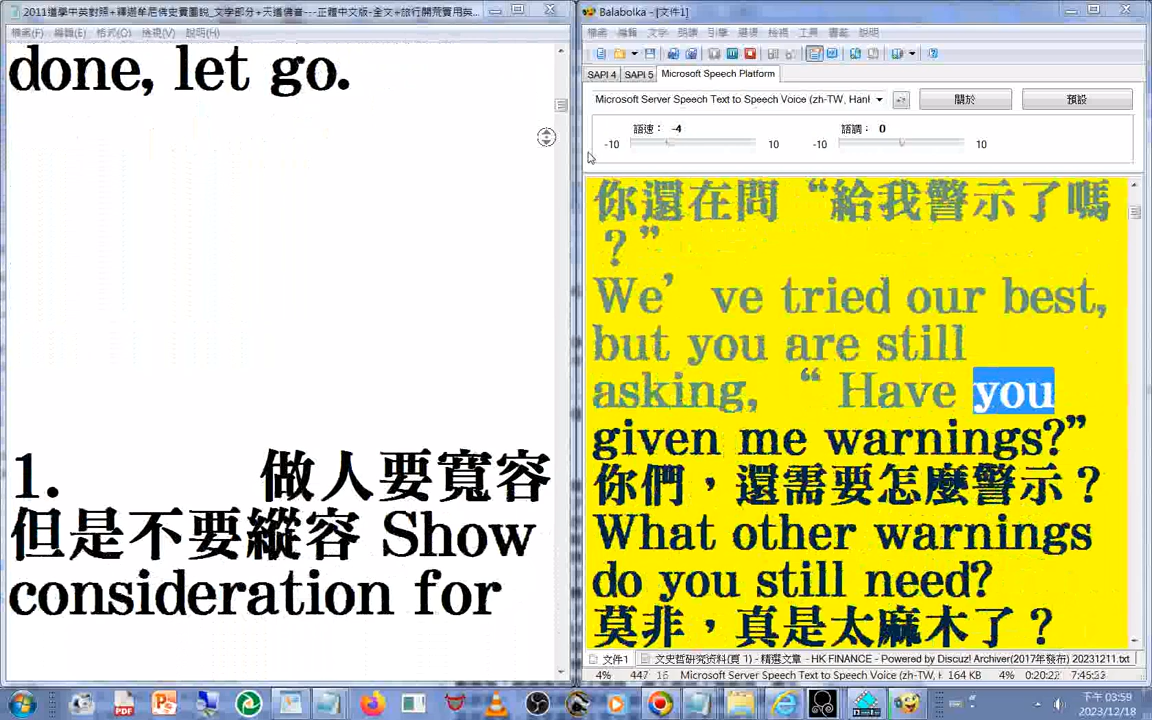 2011道學中英對照+釋迦牟尼佛史實圖說_文字部分+天道佛音---正體中文版-全文+旅行開荒實用英...
檔案(F) 編輯(E) 格式(O) 檢視(V) 說明(H)
done, let go.
1. 做人要寬容
但是不要縱容 Show
consideration for
Balabolka - [文件1]
檔案 編輯 文字 朗讀 引擎 選項 檢視 工具 書籤 說明
SAPI 4 SAPI 5 Microsoft Speech Platform
Microsoft Server Speech Text to Speech Voice (zh-TW, Hanl
關於 預設
語速： -4 語調： 0
-10 10 -10 10
你還在問“給我警示了嗎
？”
We’ve tried our best,
but you are still
asking, “Have you
given me warnings?”
你們，還需要怎麼警示？
What other warnings
do you still need?
莫非，真是太麻木了？
文件1 文史哲研究资料(頁 1) - 精選文章 - HK FINANCE - Powered by Discuz! Archiver(2017年發布) 20231211.txt
4% 447 16 Microsoft Server Speech Text to Speech Voice (zh-TW, H 164 KB 4% 0:20:22 7:45:33
下午 03:59
2023/12/18